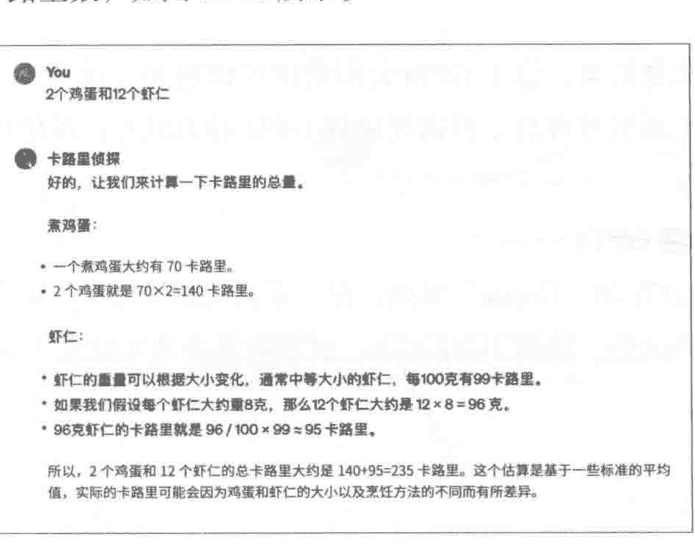 You
2个鸡蛋和12个虾仁
卡路里侦探
好的，让我们来计算一下卡路里的总量。
煮鸡蛋：
• 一个煮鸡蛋大约有 70 卡路里。
• 2 个鸡蛋就是 70×2=140 卡路里。
虾仁：
• 虾仁的重量可以根据大小变化，通常中等大小的虾仁，每100克有99卡路里。
• 如果我们假设每个虾仁大约重8克，那么12个虾仁大约是 12 × 8 = 96 克。
• 96克虾仁的卡路里就是 96 / 100 × 99 ≈ 95 卡路里。
所以，2 个鸡蛋和 12 个虾仁的总卡路里大约是 140+95=235 卡路里。这个估算是基于一些标准的平均
值，实际的卡路里可能会因为鸡蛋和虾仁的大小以及烹饪方法的不同而有所差异。